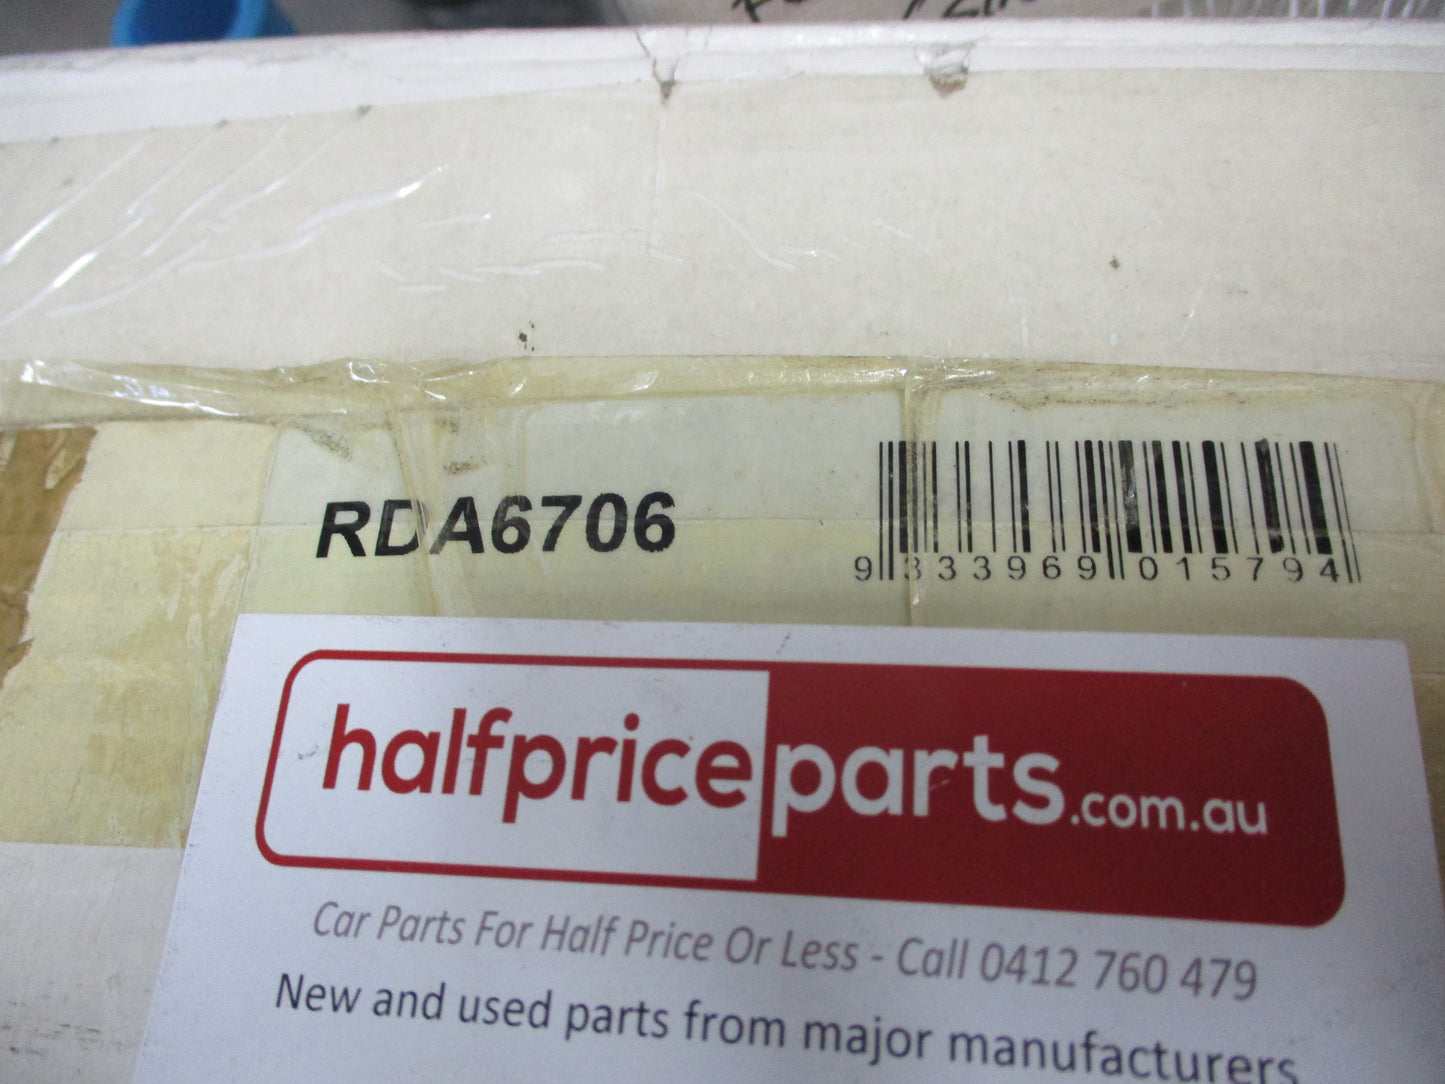 RDA6706
9 333969 015794
halfpriceparts.com.au
Car Parts For Half Price Or Less - Call 0412 760 479
New and used parts from major manufacturers